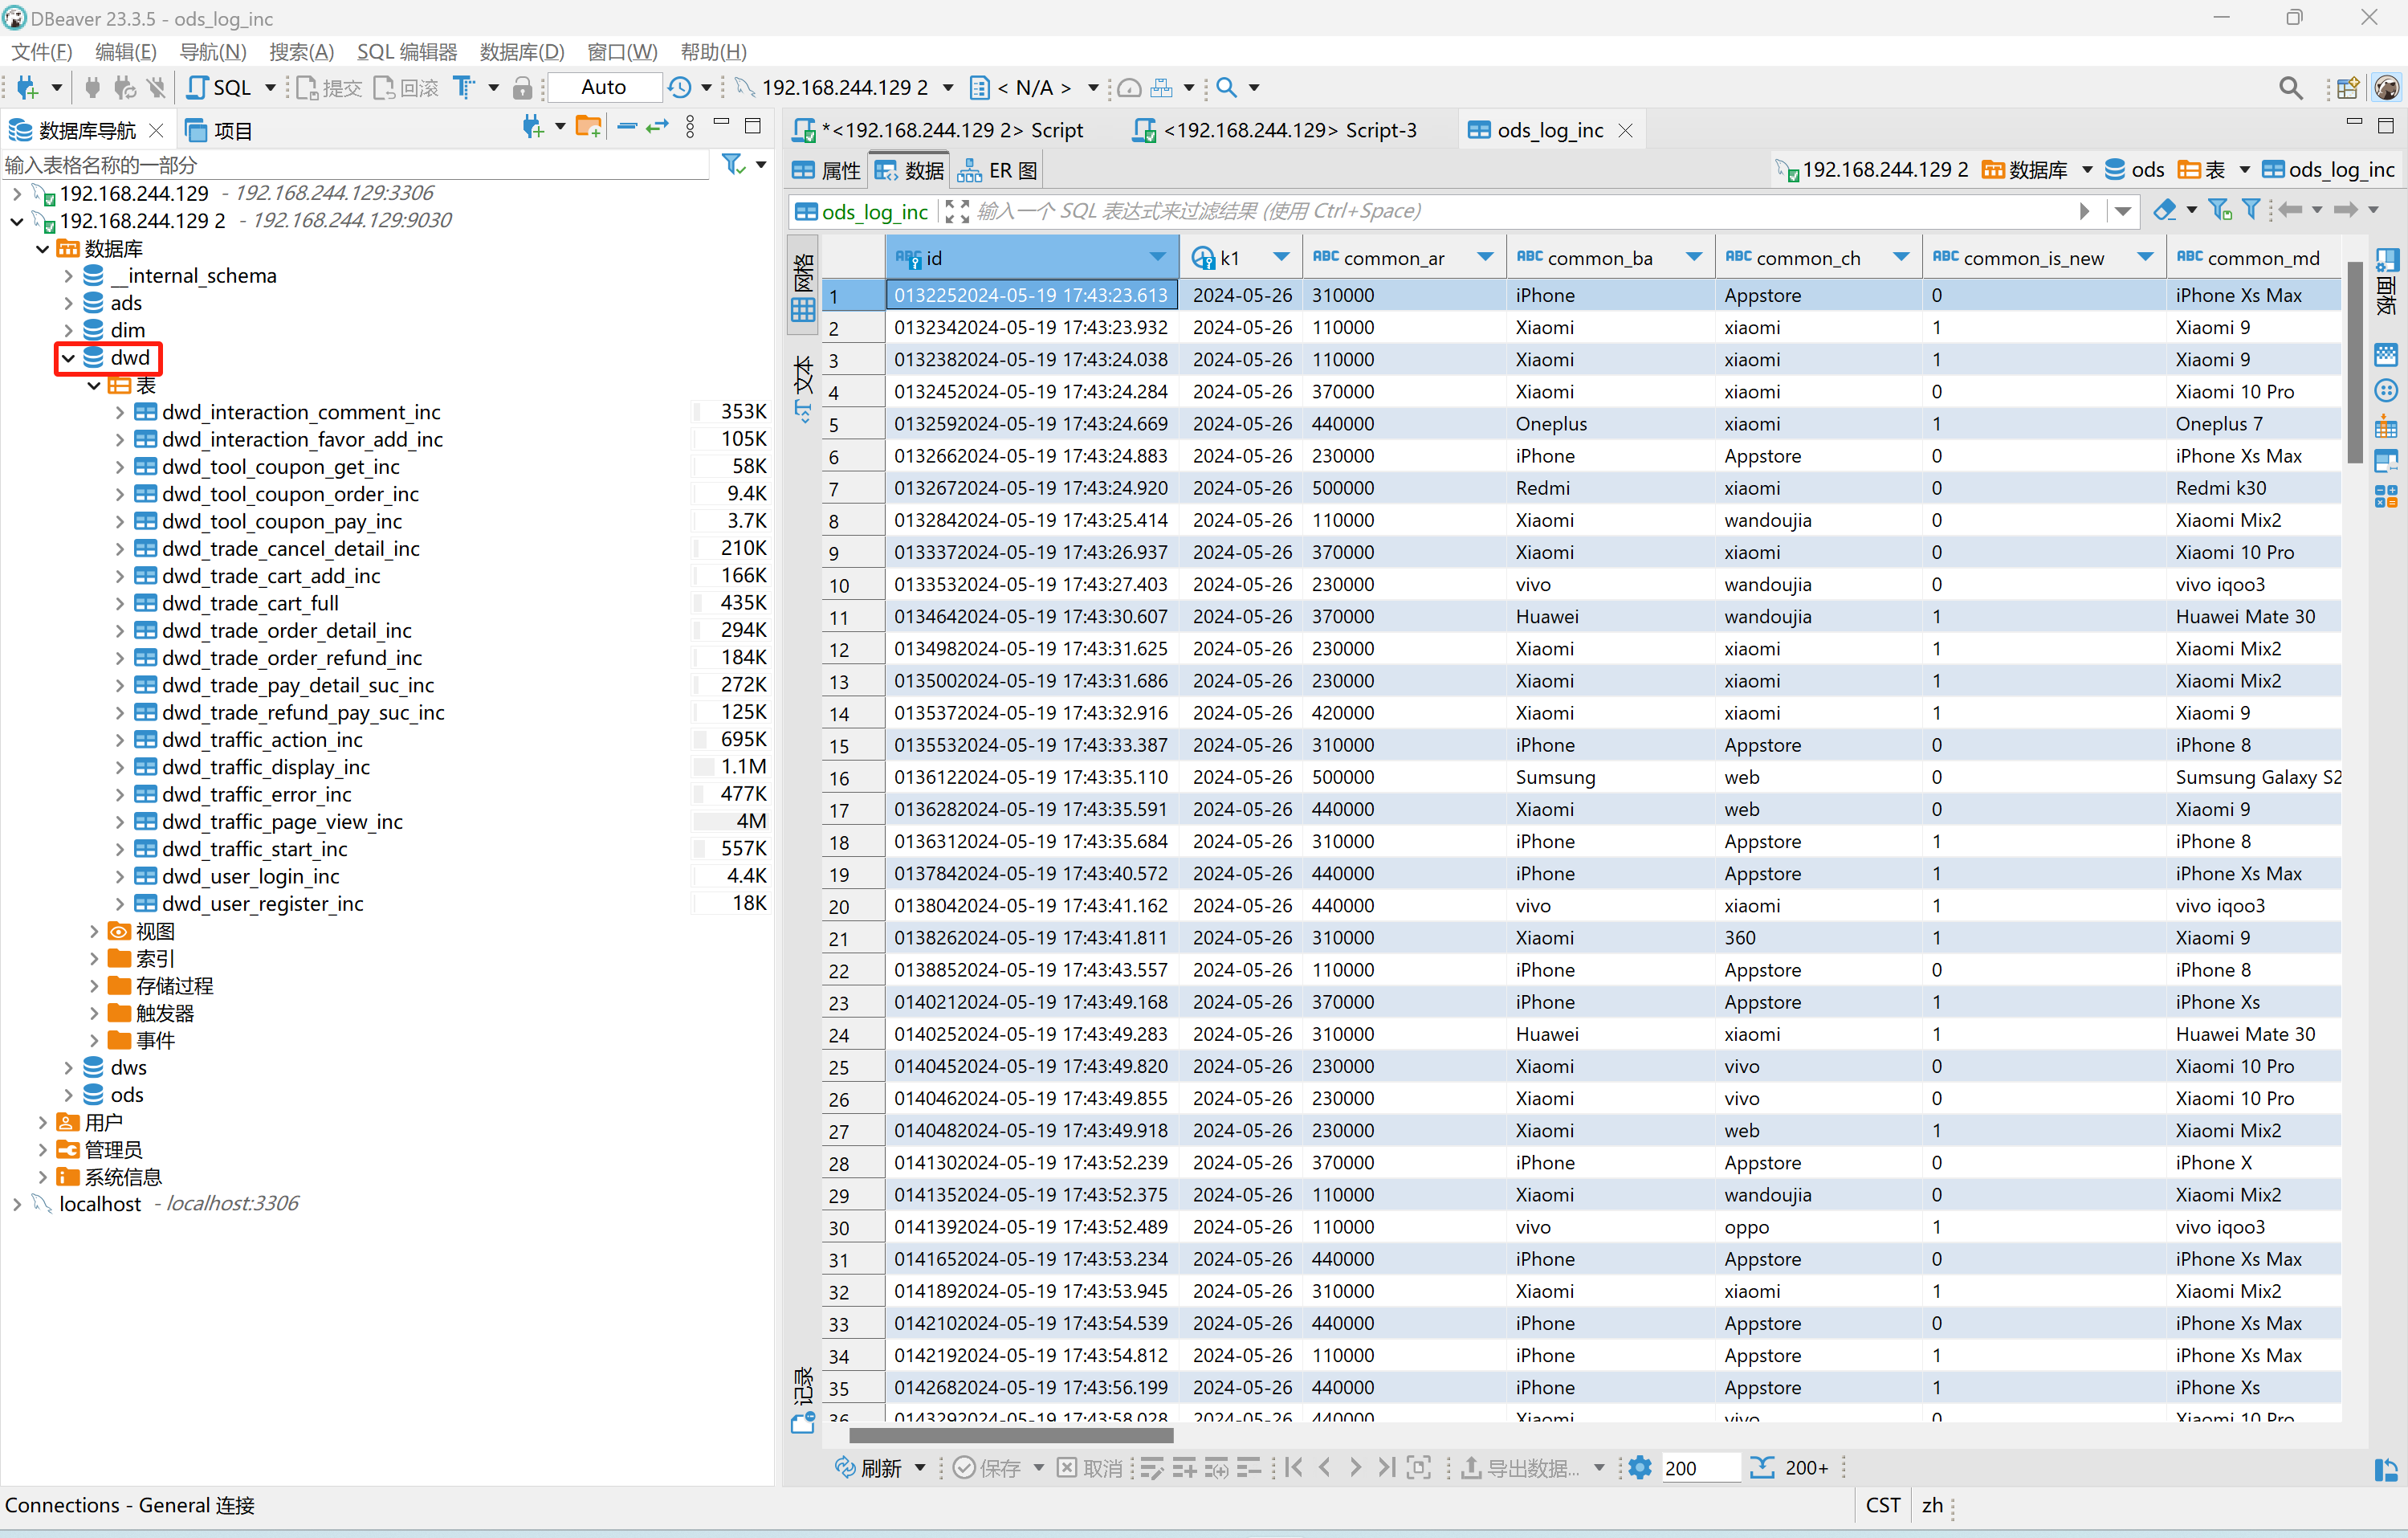 DBeaver 23.3.5 - ods_log_inc
文件(F) 编辑(E) 导航(N) 搜索(A) SQL 编辑器 数据库(D) 窗口(W) 帮助(H)
SQL 提交 回滚 Auto 192.168.244.129 2 < N/A >
数据库导航 项目
输入表格名称的一部分
192.168.244.129 - 192.168.244.129:3306
192.168.244.129 2 - 192.168.244.129:9030
数据库
__internal_schema
ads
dim
dwd
表
dwd_interaction_comment_inc 353K
dwd_interaction_favor_add_inc 105K
dwd_tool_coupon_get_inc 58K
dwd_tool_coupon_order_inc 9.4K
dwd_tool_coupon_pay_inc 3.7K
dwd_trade_cancel_detail_inc 210K
dwd_trade_cart_add_inc 166K
dwd_trade_cart_full 435K
dwd_trade_order_detail_inc 294K
dwd_trade_order_refund_inc 184K
dwd_trade_pay_detail_suc_inc 272K
dwd_trade_refund_pay_suc_inc 125K
dwd_traffic_action_inc 695K
dwd_traffic_display_inc 1.1M
dwd_traffic_error_inc 477K
dwd_traffic_page_view_inc 4M
dwd_traffic_start_inc 557K
dwd_user_login_inc 4.4K
dwd_user_register_inc 18K
视图
索引
存储过程
触发器
事件
dws
ods
用户
管理员
系统信息
localhost - localhost:3306
*<192.168.244.129 2> Script <192.168.244.129> Script-3 ods_log_inc
属性 数据 ER 图 192.168.244.129 2 数据库 ods 表 ods_log_inc
ods_log_inc 输入一个 SQL 表达式来过滤结果 (使用 Ctrl+Space)
网格
文本
记录
面板
ABC id k1 ABC common_ar ABC common_ba ABC common_ch ABC common_is_new ABC common_md
1 0132252024-05-19 17:43:23.613 2024-05-26 310000 iPhone Appstore 0 iPhone Xs Max
2 0132342024-05-19 17:43:23.932 2024-05-26 110000 Xiaomi xiaomi 1 Xiaomi 9
3 0132382024-05-19 17:43:24.038 2024-05-26 110000 Xiaomi xiaomi 1 Xiaomi 9
4 0132452024-05-19 17:43:24.284 2024-05-26 370000 Xiaomi xiaomi 0 Xiaomi 10 Pro
5 0132592024-05-19 17:43:24.669 2024-05-26 440000 Oneplus xiaomi 1 Oneplus 7
6 0132662024-05-19 17:43:24.883 2024-05-26 230000 iPhone Appstore 0 iPhone Xs Max
7 0132672024-05-19 17:43:24.920 2024-05-26 500000 Redmi xiaomi 0 Redmi k30
8 0132842024-05-19 17:43:25.414 2024-05-26 110000 Xiaomi wandoujia 0 Xiaomi Mix2
9 0133372024-05-19 17:43:26.937 2024-05-26 370000 Xiaomi xiaomi 0 Xiaomi 10 Pro
10 0133532024-05-19 17:43:27.403 2024-05-26 230000 vivo wandoujia 0 vivo iqoo3
11 0134642024-05-19 17:43:30.607 2024-05-26 370000 Huawei wandoujia 1 Huawei Mate 30
12 0134982024-05-19 17:43:31.625 2024-05-26 230000 Xiaomi xiaomi 1 Xiaomi Mix2
13 0135002024-05-19 17:43:31.686 2024-05-26 230000 Xiaomi xiaomi 1 Xiaomi Mix2
14 0135372024-05-19 17:43:32.916 2024-05-26 420000 Xiaomi xiaomi 1 Xiaomi 9
15 0135532024-05-19 17:43:33.387 2024-05-26 310000 iPhone Appstore 0 iPhone 8
16 0136122024-05-19 17:43:35.110 2024-05-26 500000 Sumsung web 0 Sumsung Galaxy S2
17 0136282024-05-19 17:43:35.591 2024-05-26 440000 Xiaomi web 0 Xiaomi 9
18 0136312024-05-19 17:43:35.684 2024-05-26 310000 iPhone Appstore 1 iPhone 8
19 0137842024-05-19 17:43:40.572 2024-05-26 440000 iPhone Appstore 1 iPhone Xs Max
20 0138042024-05-19 17:43:41.162 2024-05-26 440000 vivo xiaomi 1 vivo iqoo3
21 0138262024-05-19 17:43:41.811 2024-05-26 310000 Xiaomi 360 1 Xiaomi 9
22 0138852024-05-19 17:43:43.557 2024-05-26 110000 iPhone Appstore 0 iPhone 8
23 0140212024-05-19 17:43:49.168 2024-05-26 370000 iPhone Appstore 1 iPhone Xs
24 0140252024-05-19 17:43:49.283 2024-05-26 310000 Huawei xiaomi 1 Huawei Mate 30
25 0140452024-05-19 17:43:49.820 2024-05-26 230000 Xiaomi vivo 0 Xiaomi 10 Pro
26 0140462024-05-19 17:43:49.855 2024-05-26 230000 Xiaomi vivo 0 Xiaomi 10 Pro
27 0140482024-05-19 17:43:49.918 2024-05-26 230000 Xiaomi web 1 Xiaomi Mix2
28 0141302024-05-19 17:43:52.239 2024-05-26 370000 iPhone Appstore 0 iPhone X
29 0141352024-05-19 17:43:52.375 2024-05-26 110000 Xiaomi wandoujia 0 Xiaomi Mix2
30 0141392024-05-19 17:43:52.489 2024-05-26 110000 vivo oppo 1 vivo iqoo3
31 0141652024-05-19 17:43:53.234 2024-05-26 440000 iPhone Appstore 0 iPhone Xs Max
32 0141892024-05-19 17:43:53.945 2024-05-26 310000 Xiaomi xiaomi 1 Xiaomi Mix2
33 0142102024-05-19 17:43:54.539 2024-05-26 440000 iPhone Appstore 0 iPhone Xs Max
34 0142192024-05-19 17:43:54.812 2024-05-26 110000 iPhone Appstore 1 iPhone Xs Max
35 0142682024-05-19 17:43:56.199 2024-05-26 440000 iPhone Appstore 1 iPhone Xs
36 0143292024-05-19 17:43:58.028 2024-05-26 440000 Xiaomi vivo 0 Xiaomi 10 Pro
刷新 保存 取消 导出数据... 200 200+
Connections - General 连接 CST zh